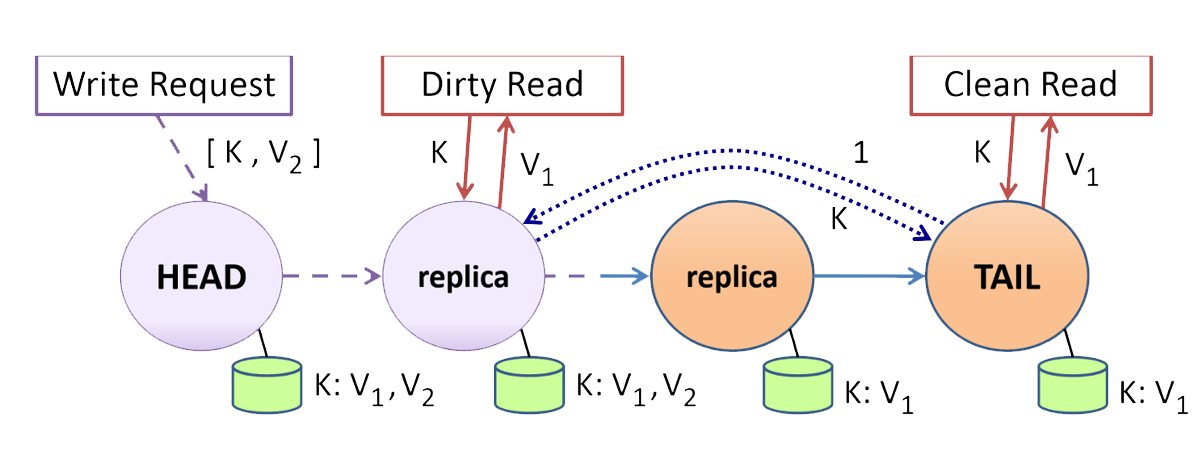 Write Request
Dirty Read
Clean Read
[ K , V₂ ]
K
V₁
1
K
V₁
K
HEAD
replica
replica
TAIL
K: V₁,V₂
K: V₁,V₂
K: V₁
K: V₁